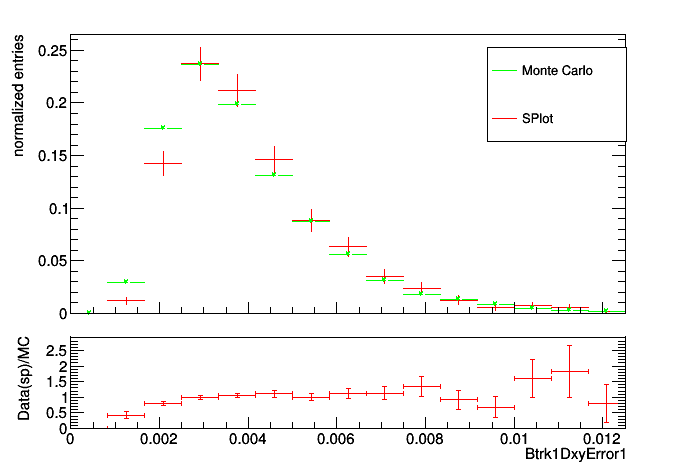 normalized entries
0.25
0.2
0.15
0.1
0.05
0
Monte Carlo
SPlot
Data(sp)/MC
2.5
2
1.5
1
0.5
0
0 0.002 0.004 0.006 0.008 0.01 0.012
Btrk1DxyError1